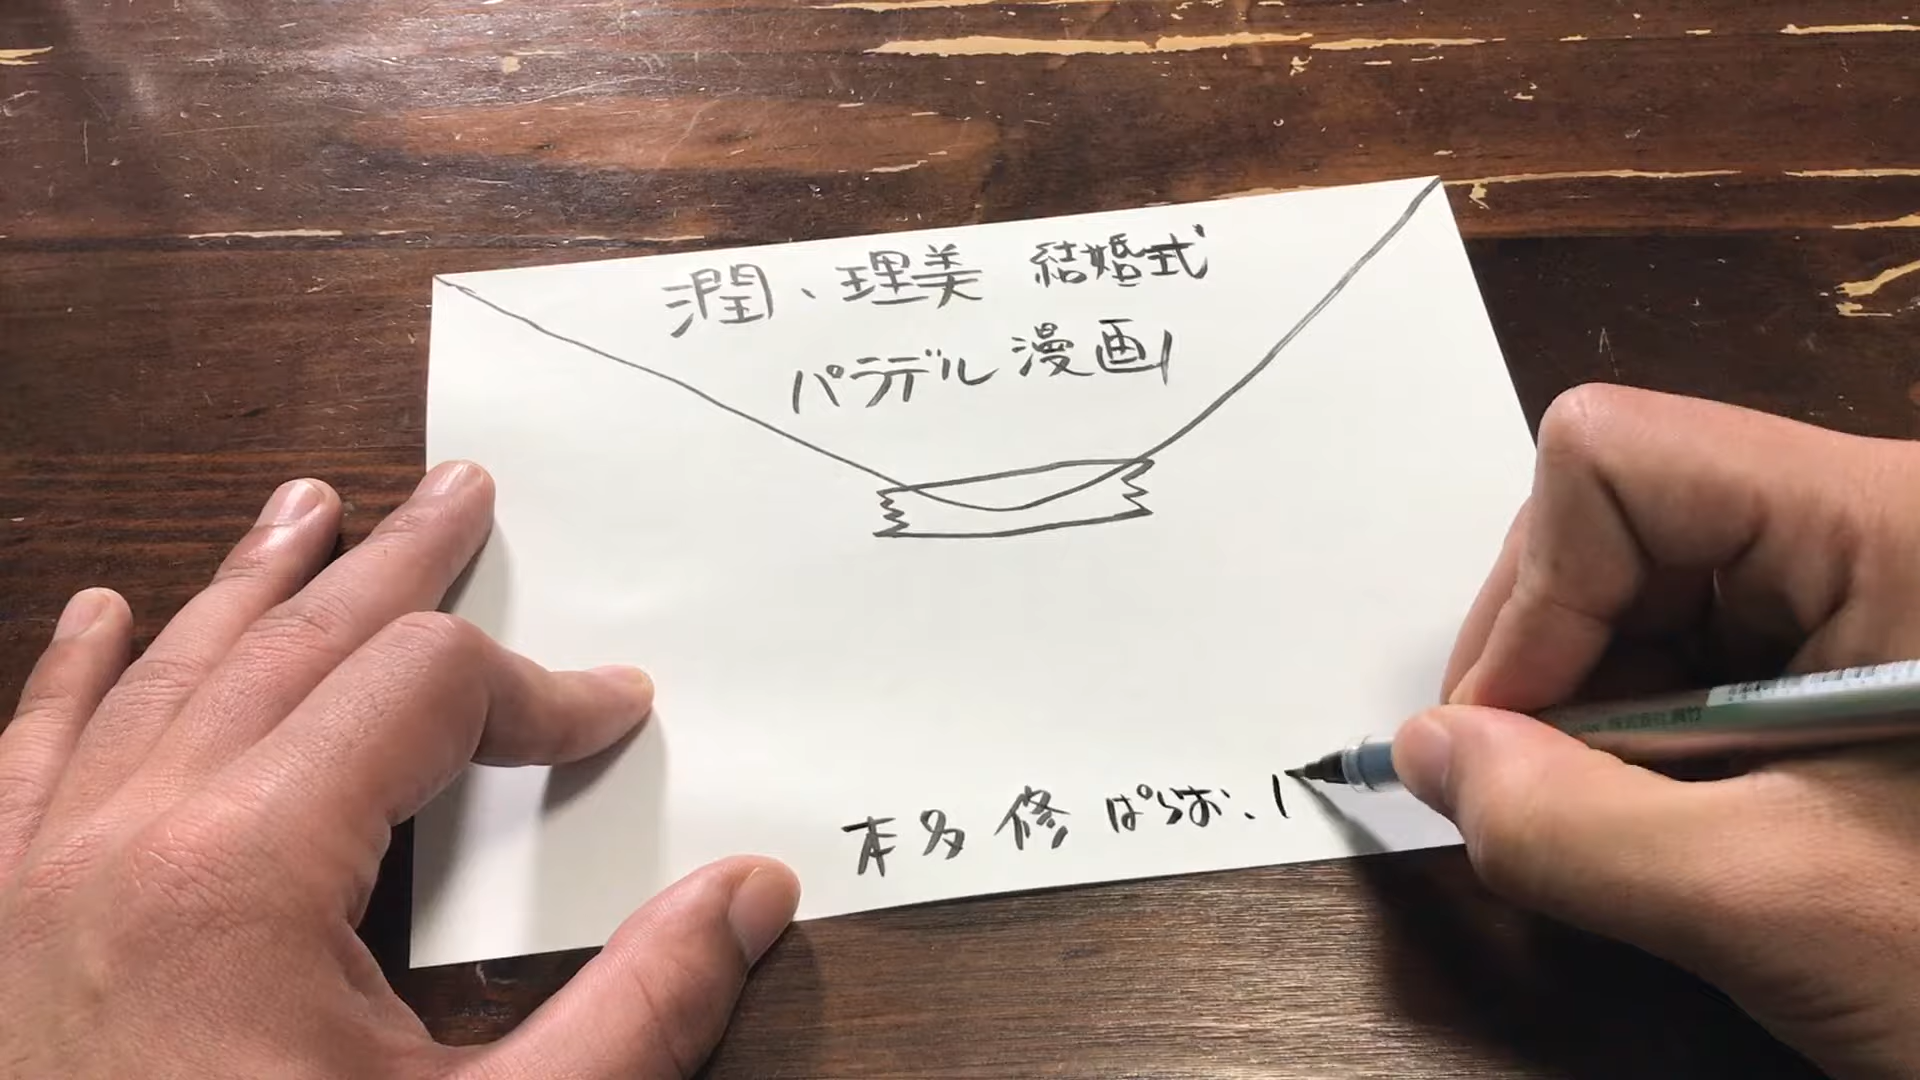 潤、理美 結婚式
パラデル漫画
本多 修 ぱらお、